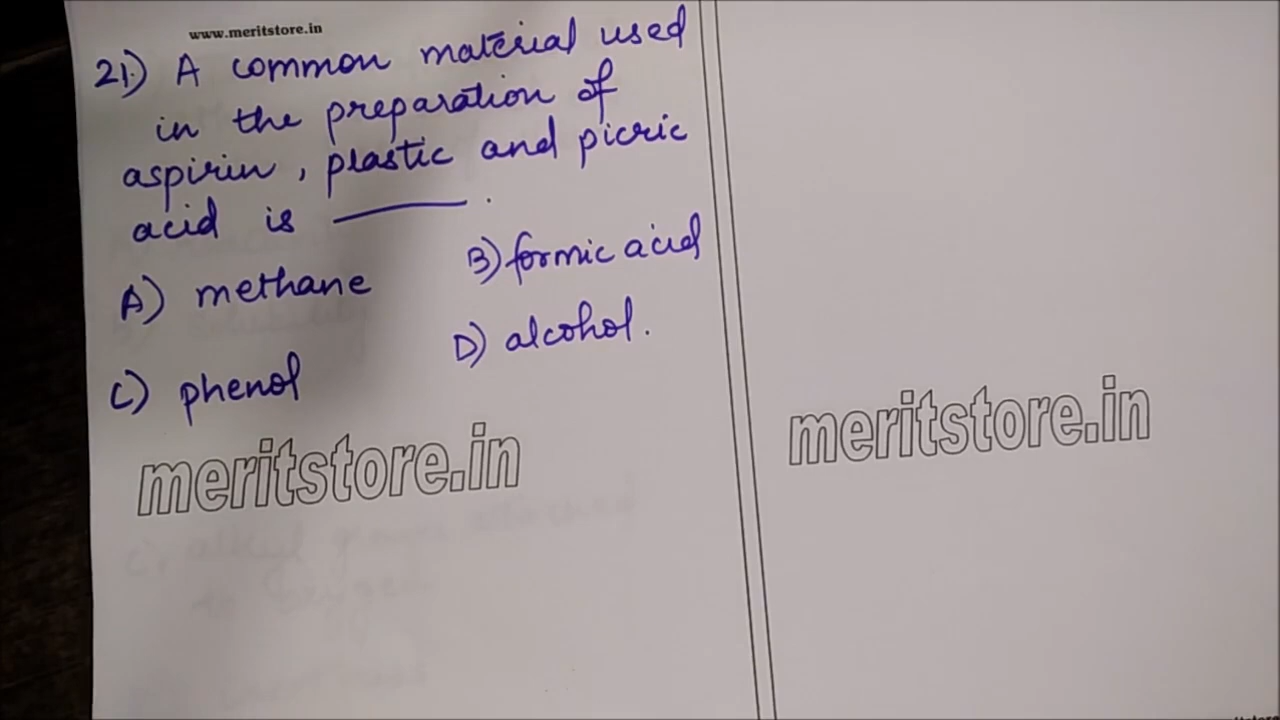 www.meritstore.in
21.) A common material used
in the preparation of
aspirin, plastic and picric
acid is ______.
A) methane B) formic acid
C) phenol D) alcohol.
meritstore.in meritstore.in